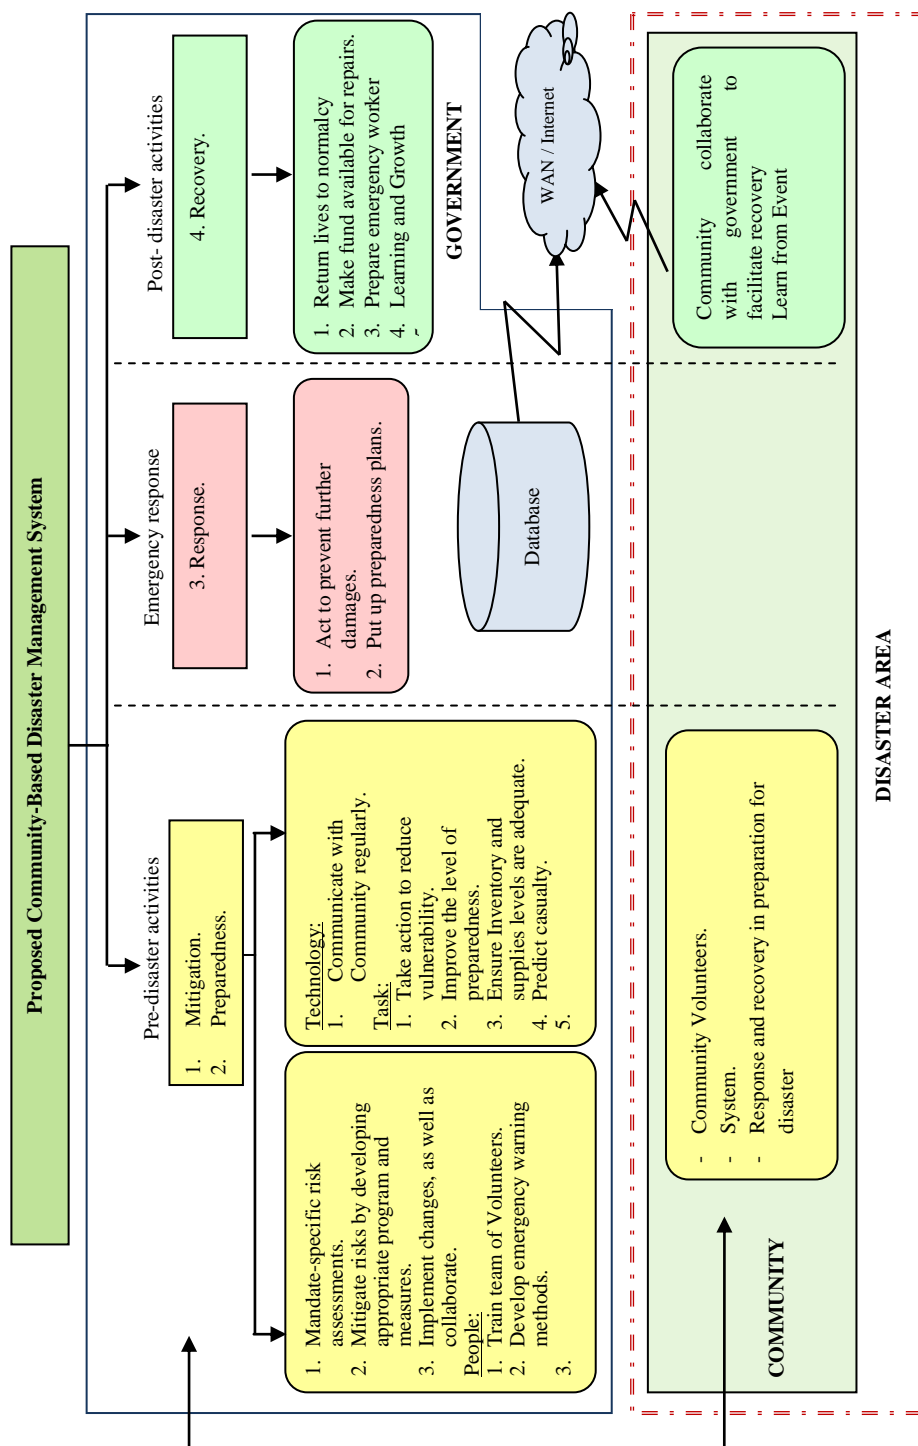 Proposed Community-Based Disaster Management System
Pre-disaster activities
1. Mitigation.
2. Preparedness.
1. Mandate-specific risk
assessments.
2. Mitigate risks by developing
appropriate program and
measures.
3. Implement changes, as well as
collaborate.
People:
1. Train team of Volunteers.
2. Develop emergency warning
methods.
3.
Technology:
1. Communicate with
Community regularly.
Task:
1. Take action to reduce
vulnerability.
2. Improve the level of
preparedness.
3. Ensure Inventory and
supplies levels are adequate.
4. Predict casualty.
5.
Emergency response
3. Response.
1. Act to prevent further
damages.
2. Put up preparedness plans.
Database
Post- disaster activities
4. Recovery.
1. Return lives to normalcy
2. Make fund available for repairs.
3. Prepare emergency worker
4. Learning and Growth
GOVERNMENT
WAN / Internet
COMMUNITY
- Community Volunteers.
- System.
- Response and recovery in preparation for
disaster
Community collaborate
with government to
facilitate recovery
Learn from Event
DISASTER AREA